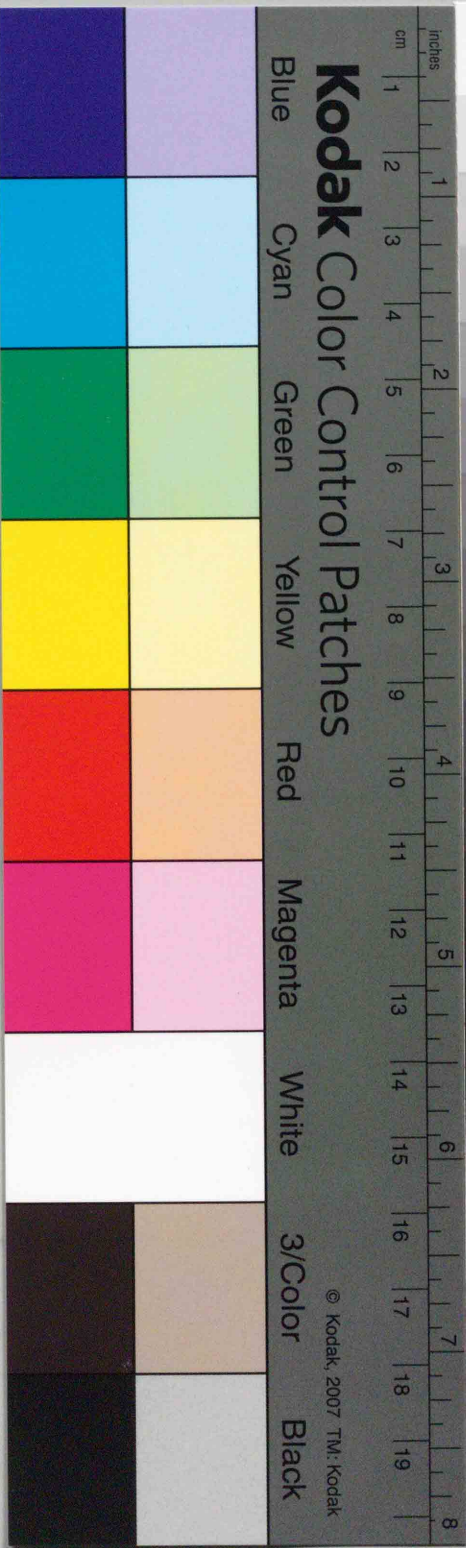 inches 1 2 3 4 5 6 7 8
cm 1 2 3 4 5 6 7 8 9 10 11 12 13 14 15 16 17 18 19
Kodak Color Control Patches © Kodak, 2007 TM: Kodak
Blue Cyan Green Yellow Red Magenta White 3/Color Black